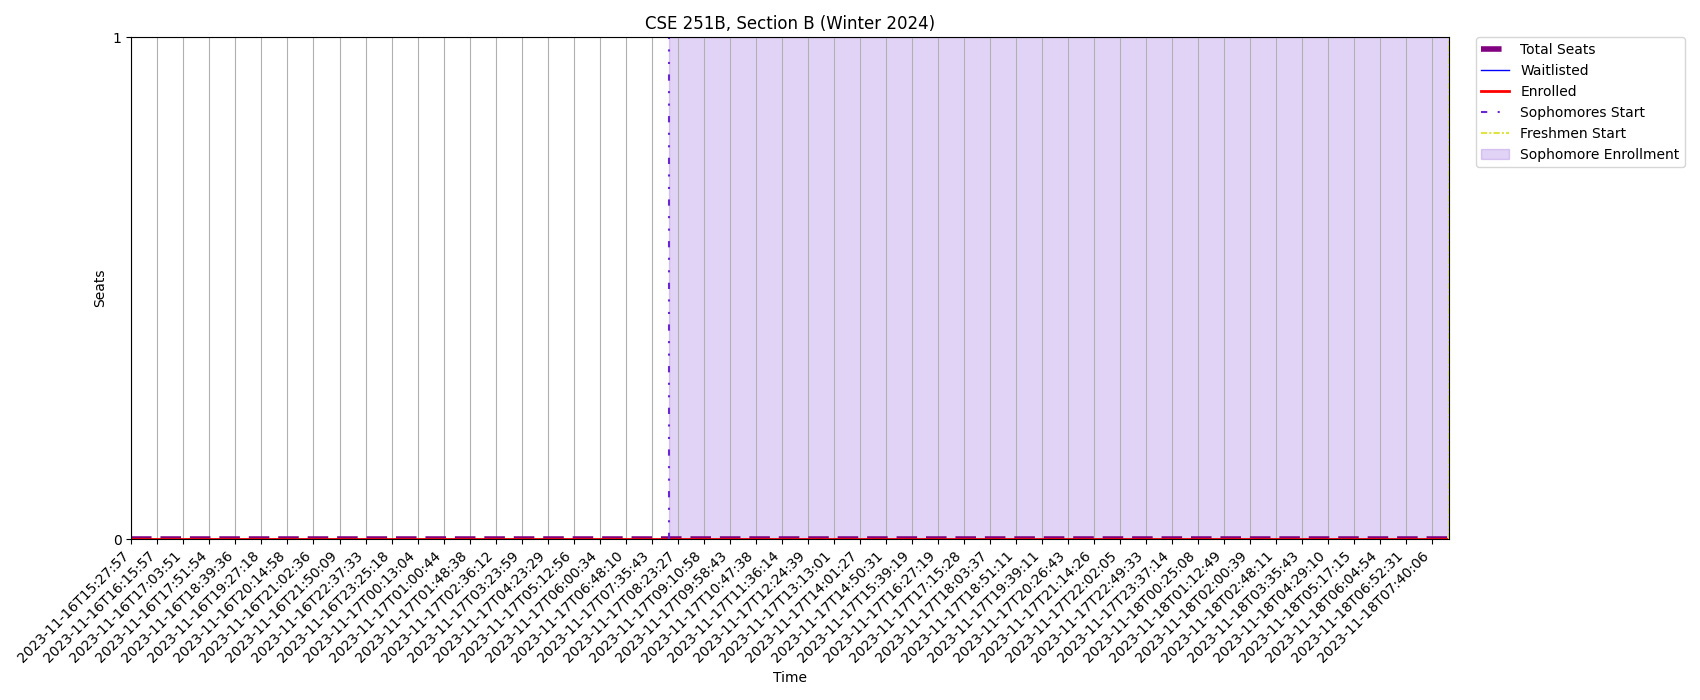 CSE 251B, Section B (Winter 2024)
1
0
Seats
Total Seats
Waitlisted
Enrolled
Sophomores Start
Freshmen Start
Sophomore Enrollment
2023-11-16T15:27:57
2023-11-16T16:15:57
2023-11-16T17:03:51
2023-11-16T17:51:54
2023-11-16T18:39:36
2023-11-16T19:27:18
2023-11-16T20:14:58
2023-11-16T21:02:36
2023-11-16T21:50:09
2023-11-16T22:37:33
2023-11-16T23:25:18
2023-11-17T00:13:04
2023-11-17T01:00:44
2023-11-17T01:48:38
2023-11-17T02:36:12
2023-11-17T03:23:59
2023-11-17T04:23:29
2023-11-17T05:12:56
2023-11-17T06:00:34
2023-11-17T06:48:10
2023-11-17T07:35:43
2023-11-17T08:23:27
2023-11-17T09:10:58
2023-11-17T09:58:43
2023-11-17T10:47:38
2023-11-17T11:36:14
2023-11-17T12:24:39
2023-11-17T13:13:01
2023-11-17T14:01:27
2023-11-17T14:50:31
2023-11-17T15:39:19
2023-11-17T16:27:19
2023-11-17T17:15:28
2023-11-17T18:03:37
2023-11-17T18:51:11
2023-11-17T19:39:11
2023-11-17T20:26:43
2023-11-17T21:14:26
2023-11-17T22:02:05
2023-11-17T22:49:33
2023-11-17T23:37:14
2023-11-18T00:25:08
2023-11-18T01:12:49
2023-11-18T02:00:39
2023-11-18T02:48:11
2023-11-18T03:35:43
2023-11-18T04:29:10
2023-11-18T05:17:15
2023-11-18T06:04:54
2023-11-18T06:52:31
2023-11-18T07:40:06
Time